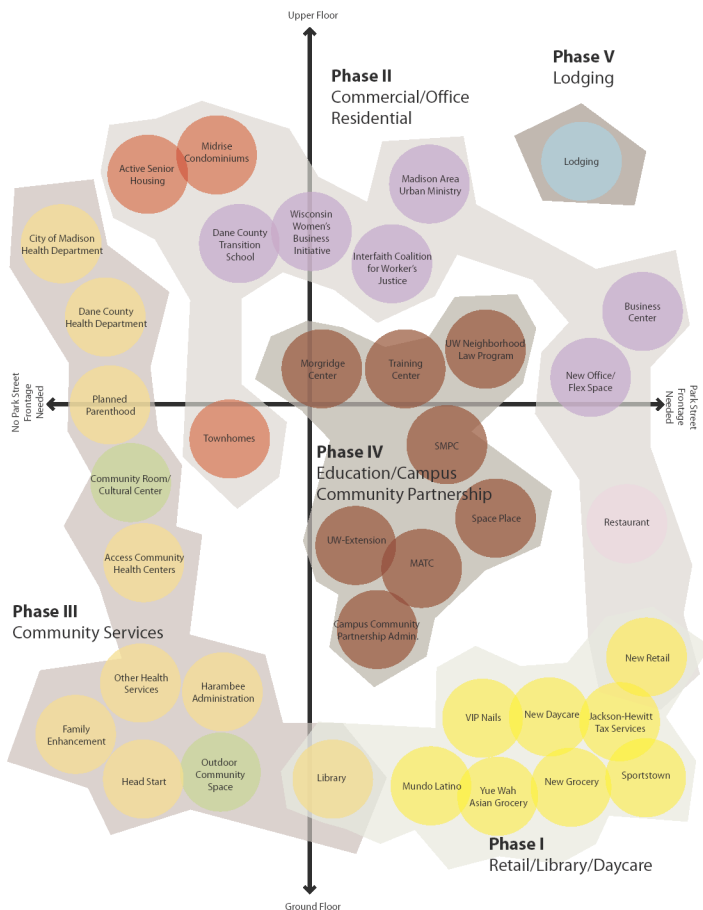 Upper Floor
Phase II
Commercial/Office
Residential
Phase V
Lodging
Lodging
Midrise
Condominiums
Active Senior
Housing
Madison Area
Urban Ministry
City of Madison
Health Department
Dane County
Transition
School
Wisconsin
Women's
Business
Initiative
Interfaith Coalition
for Worker's
Justice
Dane County
Health Department
Business
Center
Morgridge
Center
Training
Center
UW Neighborhood
Law Program
New Office/
Flex Space
No Park Street
Frontage
Needed
Planned
Parenthood
Park Street
Frontage
Needed
Townhomes
SMPC
Phase IV
Education/Campus
Community Partnership
Community Room/
Cultural Center
Space Place
Restaurant
UW-Extension
MATC
Access Community
Health Centers
Phase III
Community Services
Campus Community
Partnership Admin.
New Retail
Other Health
Services
Harambee
Administration
VIP Nails
New Daycare
Jackson-Hewitt
Tax Services
Family
Enhancement
Head Start
Outdoor
Community
Space
Library
Mundo Latino
Yue Wah
Asian Grocery
New Grocery
Sportstown
Phase I
Retail/Library/Daycare
Ground Floor